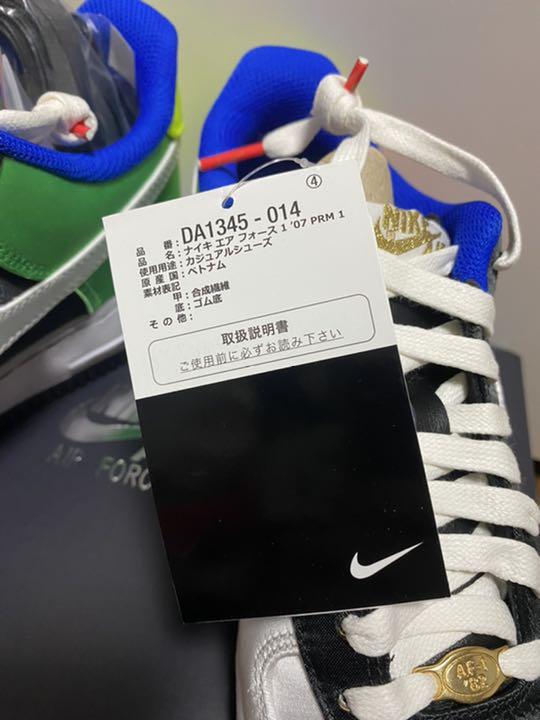 ④
品 番 : DA1345 - 014
品 名 : ナイキ エア フォース 1 '07 PRM 1
使用用途 : カジュアルシューズ
原 産 国 : ベトナム
素材表記
甲 : 合成繊維
底 : ゴム底
そ の 他 :
取扱説明書
ご使用前に必ずお読み下さい
NIKE
AIR FORC
AF-1
'82